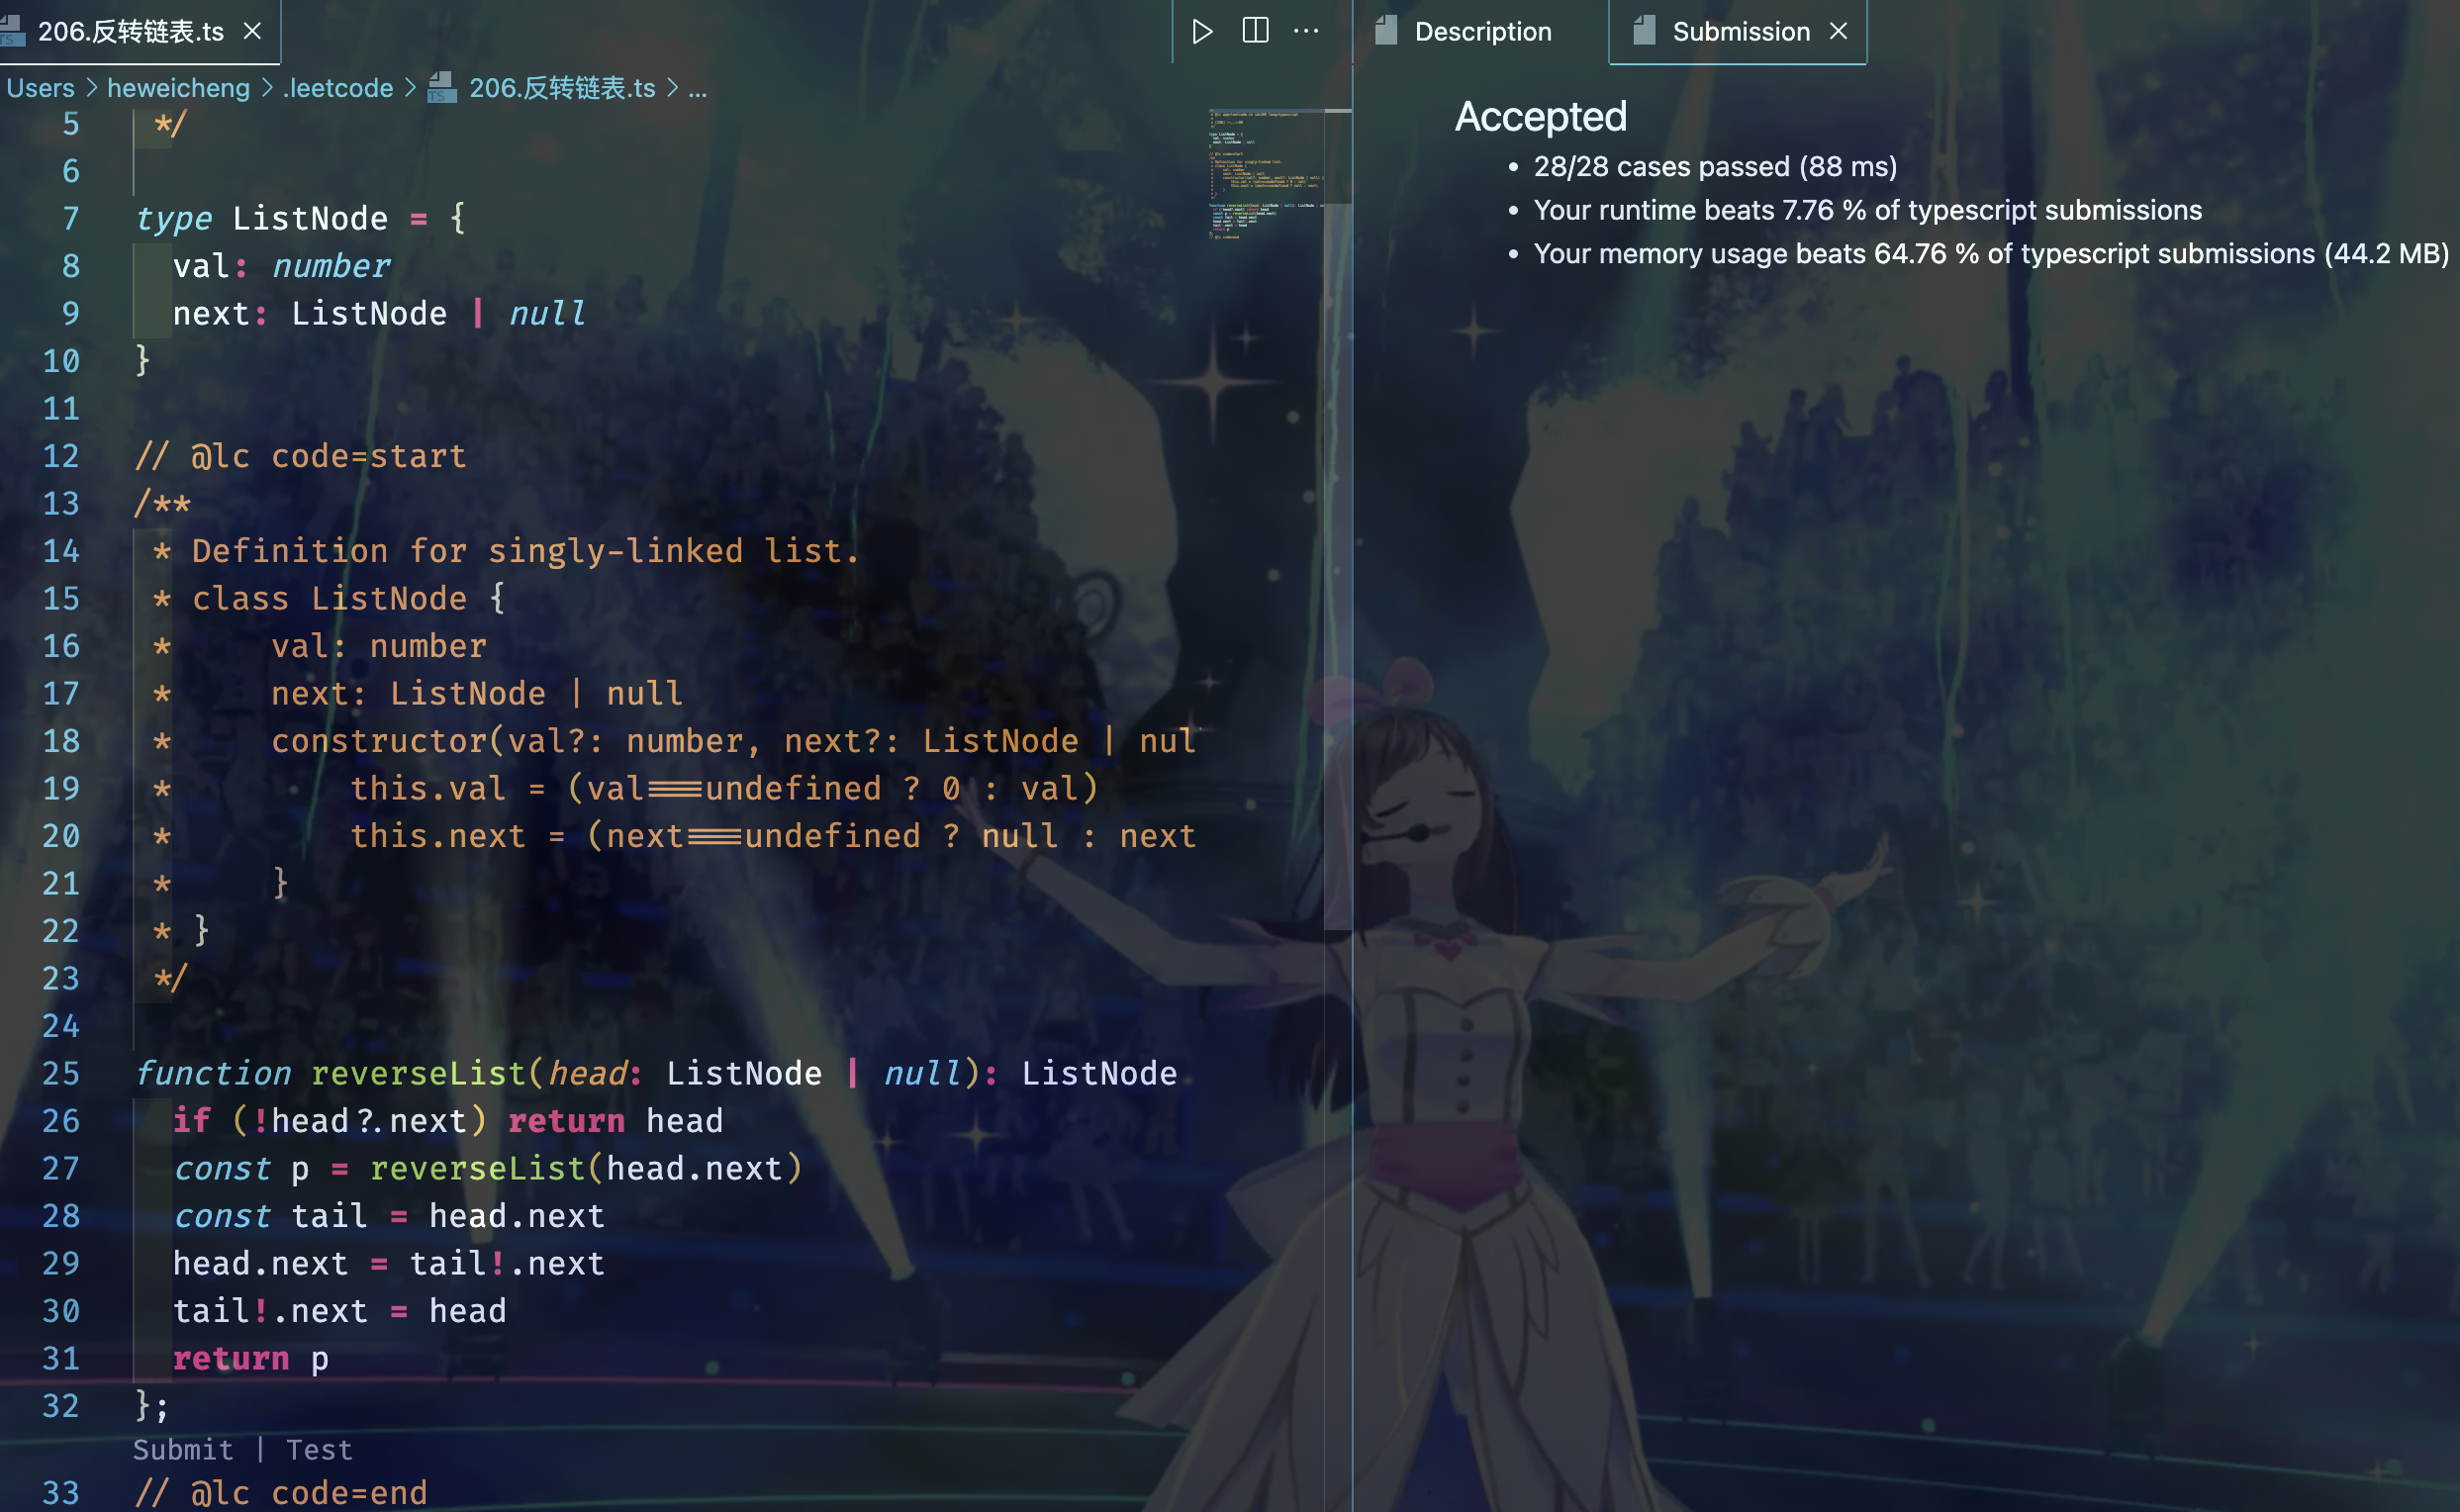 206.反转链表.ts
Description
Submission
Users > heweicheng > .leetcode > 206.反转链表.ts > ...
5 */
6
7 type ListNode = {
8 val: number
9 next: ListNode | null
10 }
11
12 // @lc code=start
13 /**
14 * Definition for singly-linked list.
15 * class ListNode {
16 * val: number
17 * next: ListNode | null
18 * constructor(val?: number, next?: ListNode | nul
19 * this.val = (val===undefined ? 0 : val)
20 * this.next = (next===undefined ? null : next
21 * }
22 * }
23 */
24
25 function reverseList(head: ListNode | null): ListNode
26 if (!head?.next) return head
27 const p = reverseList(head.next)
28 const tail = head.next
29 head.next = tail!.next
30 tail!.next = head
31 return p
32 };
Submit | Test
33 // @lc code=end
Accepted
• 28/28 cases passed (88 ms)
• Your runtime beats 7.76 % of typescript submissions
• Your memory usage beats 64.76 % of typescript submissions (44.2 MB)